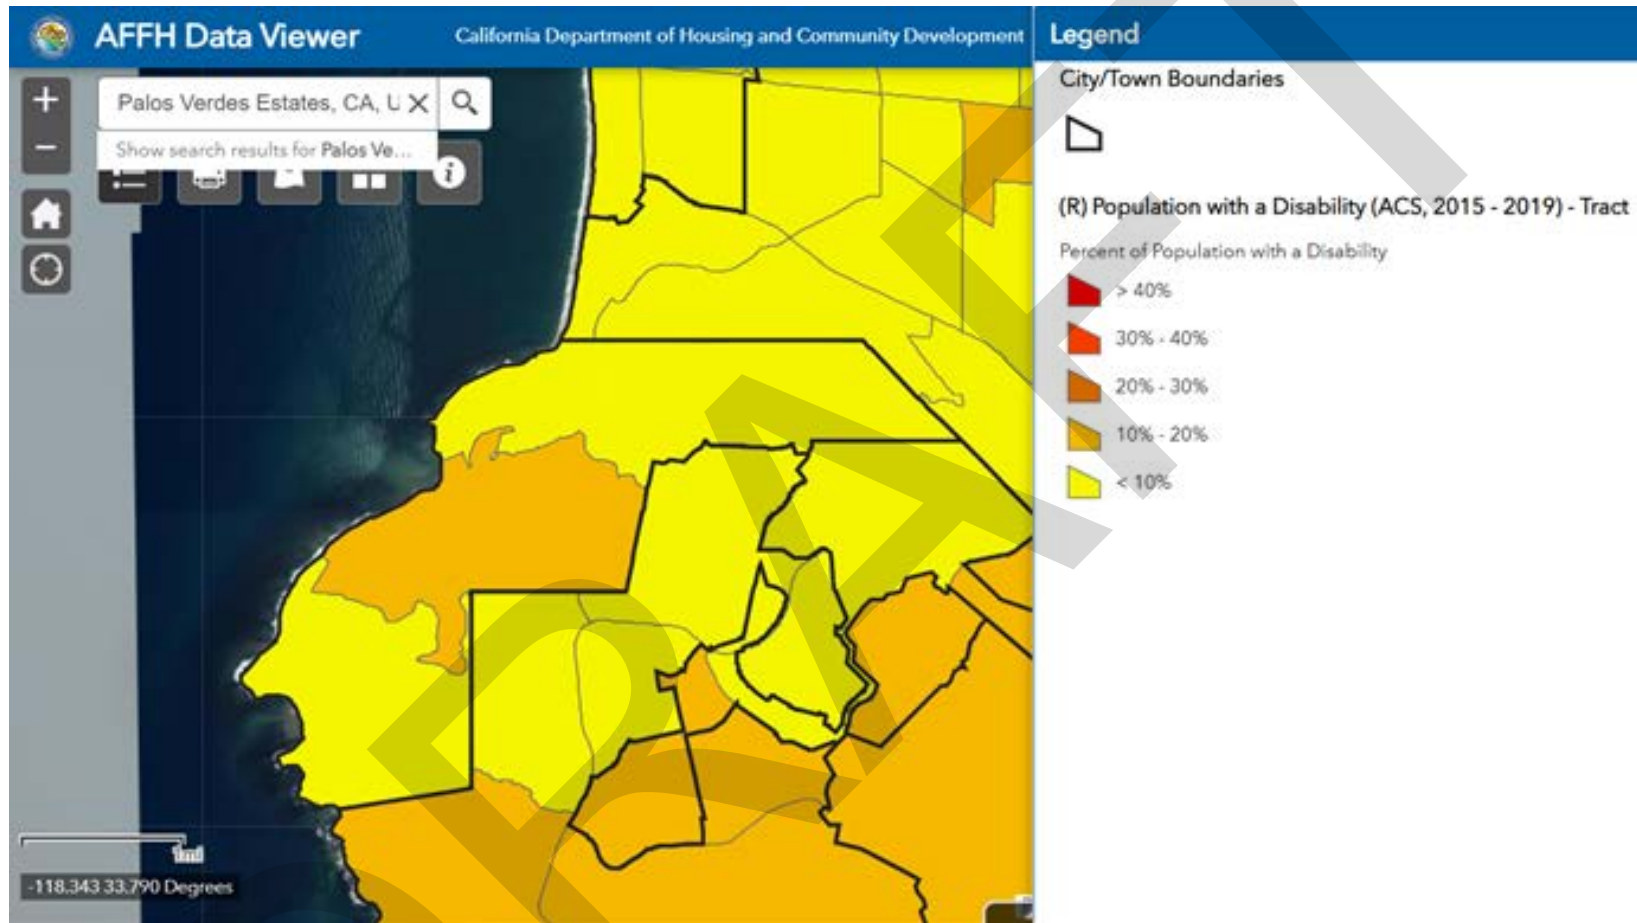 AFFH Data Viewer
California Department of Housing and Community Development
Palos Verdes Estates, CA, U
Show search results for Palos Ve...
-118.343 33.790 Degrees
1mi
Legend
City/Town Boundaries
(R) Population with a Disability (ACS, 2015 - 2019) - Tract
Percent of Population with a Disability
> 40%
30% - 40%
20% - 30%
10% - 20%
< 10%
DRAFT